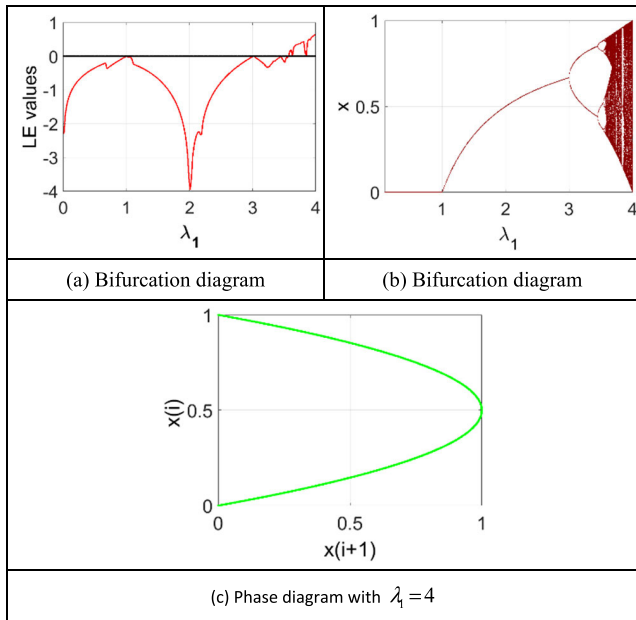 1
0
-1
-2
-3
-4
LE values
0
1
2
3
4
λ₁
1
0.5
0
x
1
2
3
4
λ₁
(a) Bifurcation diagram
(b) Bifurcation diagram
1
0.5
0
x(i)
0
0.5
1
x(i+1)
(c) Phase diagram with λ₁=4